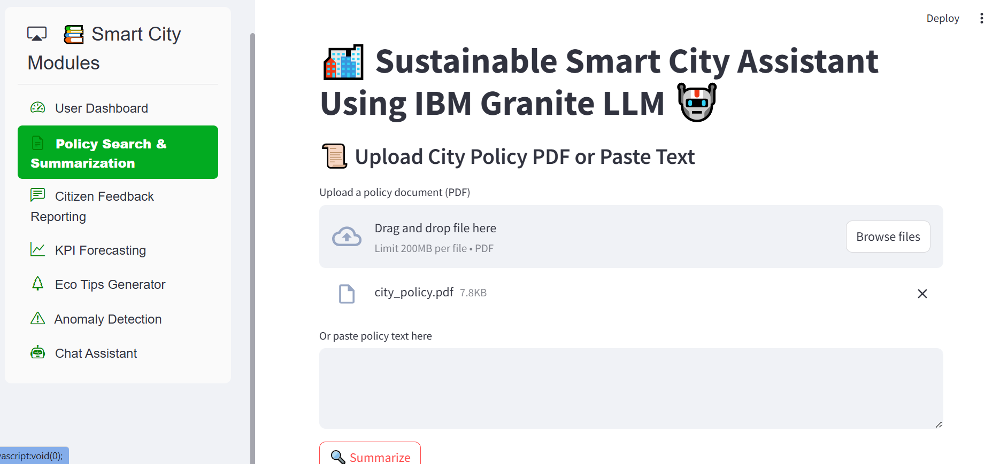 Smart City
Modules
User Dashboard
Policy Search &
Summarization
Citizen Feedback
Reporting
KPI Forecasting
Eco Tips Generator
Anomaly Detection
Chat Assistant
Deploy
Sustainable Smart City Assistant
Using IBM Granite LLM
Upload City Policy PDF or Paste Text
Upload a policy document (PDF)
Drag and drop file here
Limit 200MB per file • PDF
Browse files
city_policy.pdf 7.8KB
Or paste policy text here
Summarize
vascript:void(0);